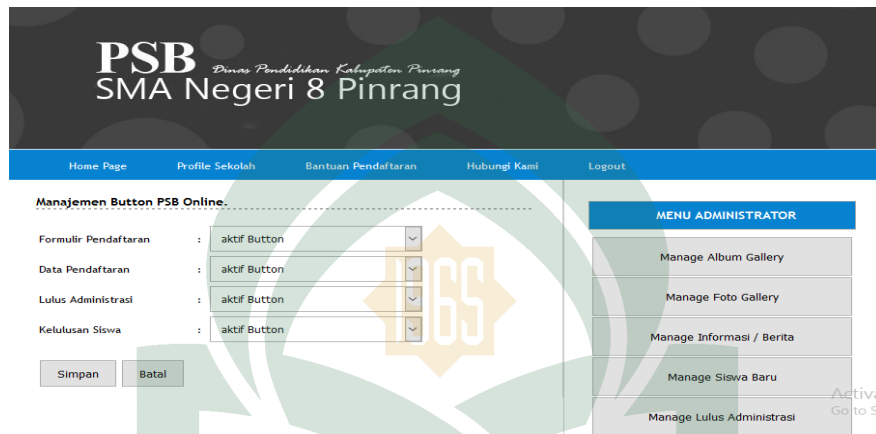 PSB Dinas Pendidikan Kabupaten Pinrang
SMA Negeri 8 Pinrang
Home Page Profile Sekolah Bantuan Pendaftaran Hubungi Kami Logout
Manajemen Button PSB Online.
Formulir Pendaftaran : aktif Button
Data Pendaftaran : aktif Button
Lulus Administrasi : aktif Button
Kelulusan Siswa : aktif Button
Simpan Batal
MENU ADMINISTRATOR
Manage Album Gallery
Manage Foto Gallery
Manage Informasi / Berita
Manage Siswa Baru
Manage Lulus Administrasi
Activa
Go to S
1965